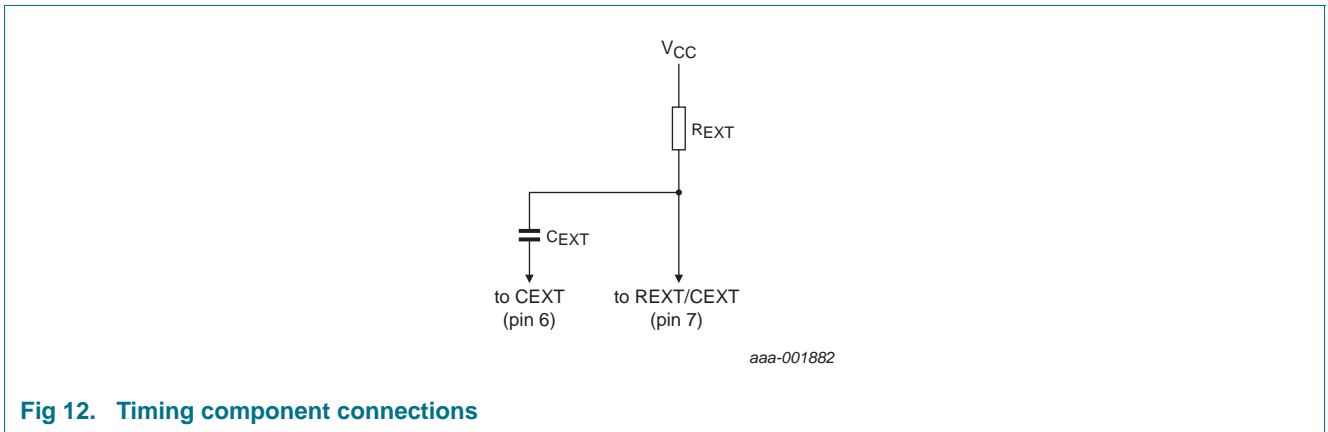 VCC
REXT
CEXT
to CEXT
(pin 6)
to REXT/CEXT
(pin 7)
aaa-001882
Fig 12. Timing component connections